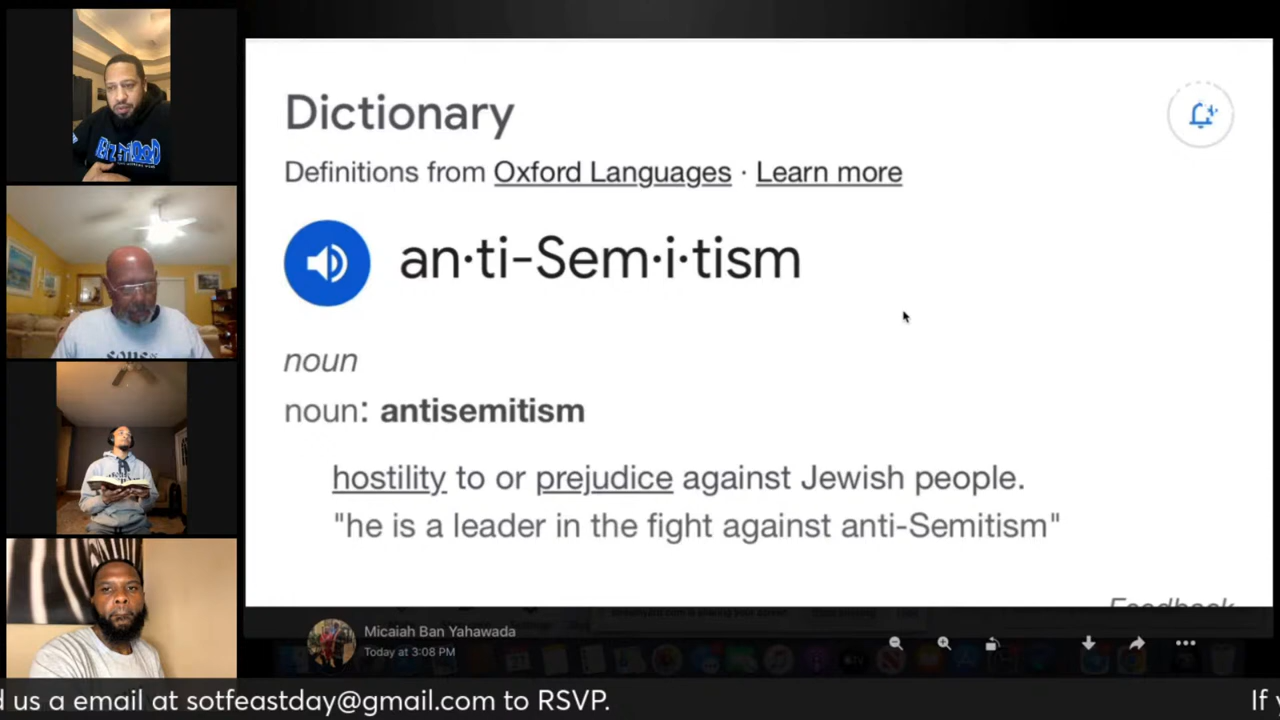 Dictionary
Definitions from Oxford Languages · Learn more
an·ti-Sem·i·tism
noun
noun: antisemitism
hostility to or prejudice against Jewish people.
"he is a leader in the fight against anti-Semitism"
Feedback
Micaiah Ban Yahawada
Today at 3:08 PM
d us a email at sotfeastday@gmail.com to RSVP.
If y